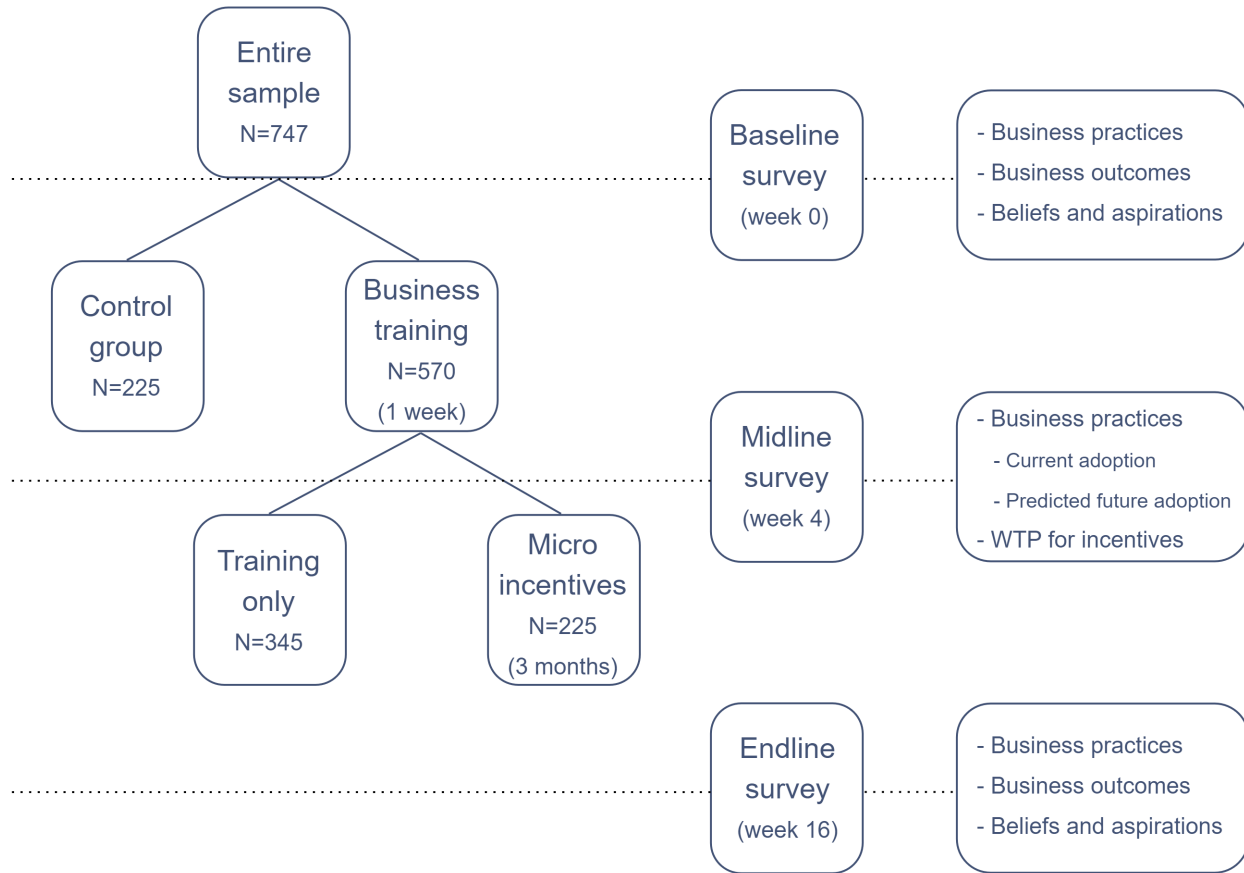 Entire
sample
N=747
Baseline
survey
(week 0)
- Business practices
- Business outcomes
- Beliefs and aspirations
Control
group
N=225
Business
training
N=570
(1 week)
Midline
survey
(week 4)
- Business practices
- Current adoption
- Predicted future adoption
- WTP for incentives
Training
only
N=345
Micro
incentives
N=225
(3 months)
Endline
survey
(week 16)
- Business practices
- Business outcomes
- Beliefs and aspirations